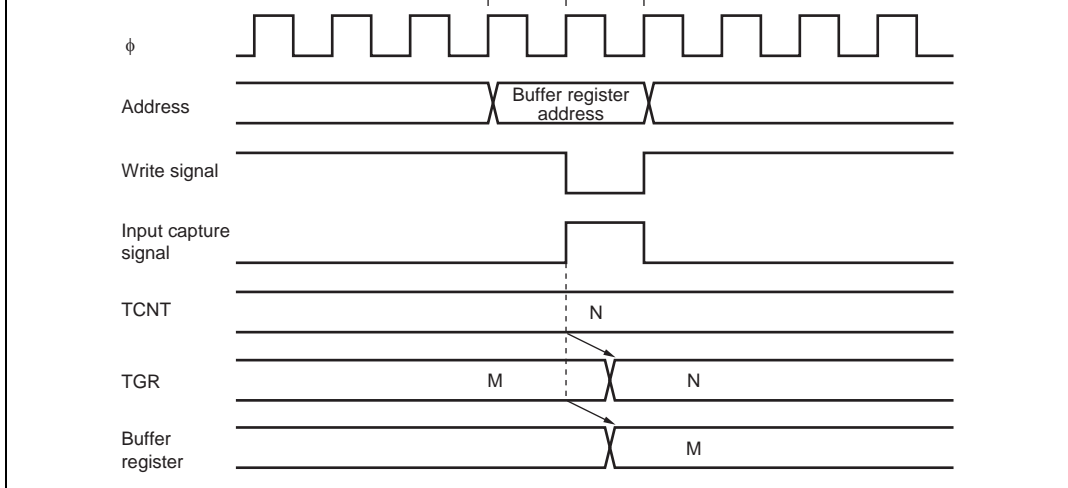 ϕ
Address
Buffer register
address
Write signal
Input capture
signal
TCNT
N
TGR
M
N
Buffer
register
M